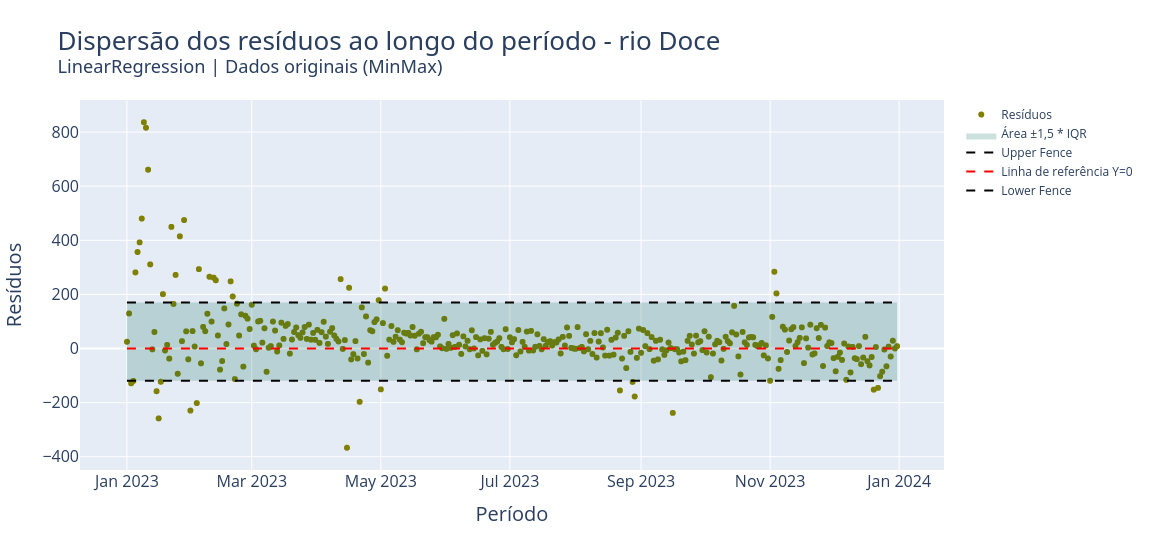 Dispersão dos resíduos ao longo do período - rio Doce
LinearRegression | Dados originais (MinMax)
Resíduos
Área ±1,5 * IQR
Upper Fence
Linha de referência Y=0
Lower Fence
Resíduos
800
600
400
200
0
−200
−400
Jan 2023
Mar 2023
May 2023
Jul 2023
Sep 2023
Nov 2023
Jan 2024
Período